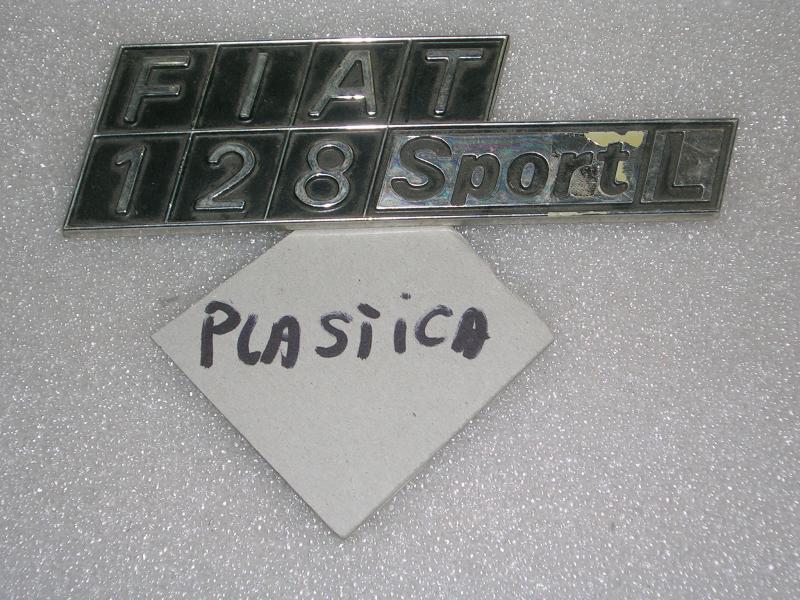 FIAT
128 Sport L
PLASTICA